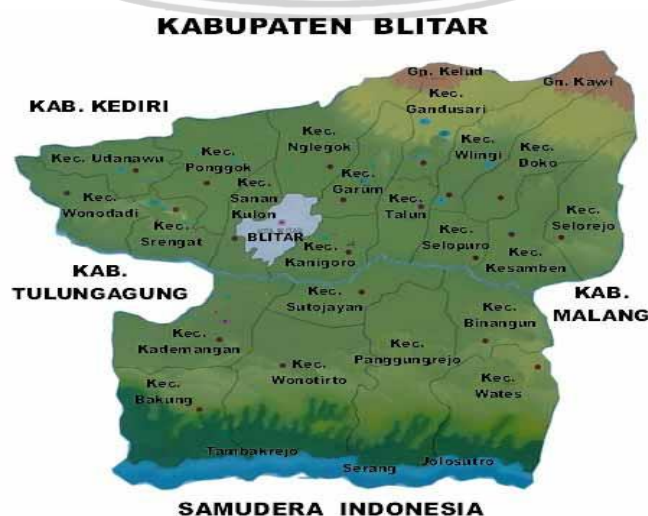 KABUPATEN BLITAR
Gn. Kelud
Gn. Kawi
KAB. KEDIRI
Kec.
Gandusari
Kec. Udanawu
Kec.
Ponggok
Kec.
Nglegok
Kec.
Wlingi
Kec.
Doko
Kec.
Wonodadi
Kec.
Sanan
Kulon
Kec.
Garum
Kec.
Talun
Kec.
Srengat
BLITAR
Kec.
Kanigoro
Kec.
Selopuro
Kec.
Kesamben
Kec.
Selorejo
KAB.
TULUNGAGUNG
KAB.
MALANG
Kec.
Sutojayan
Kec.
Binangun
Kec.
Kademangan
Kec.
Panggungrejo
Kec.
Wonotirto
Kec.
Bakung
Kec.
Wates
Tambakrejo
Serang
Jolosutro
SAMUDERA INDONESIA